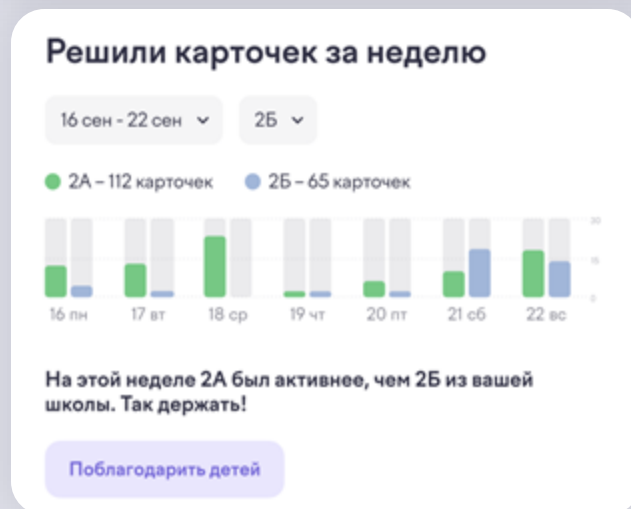 Решили карточек за неделю
16 сен - 22 сен 2Б
2А – 112 карточек 2Б – 65 карточек
30
15
0
16 пн 17 вт 18 ср 19 чт 20 пт 21 сб 22 вс
На этой неделе 2А был активнее, чем 2Б из вашей
школы. Так держать!
Поблагодарить детей